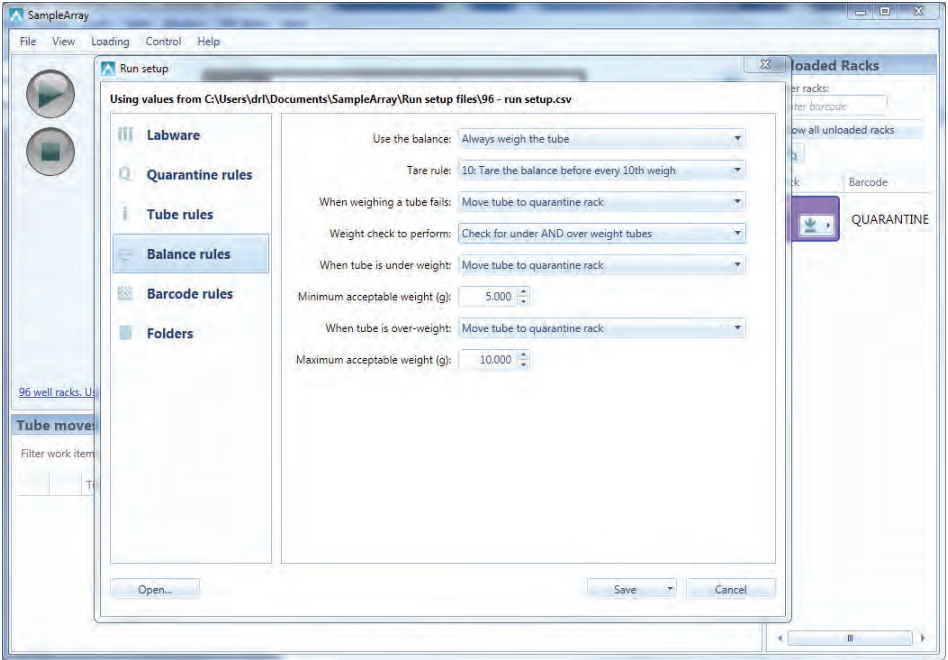 SampleArray
File View Loading Control Help
Run setup
Using values from C:\Users\drl\Documents\SampleArray\Run setup files\96 - run setup.csv
Labware
Quarantine rules
Tube rules
Balance rules
Barcode rules
Folders
Use the balance: Always weigh the tube
Tare rule: 10: Tare the balance before every 10th weigh
When weighing a tube fails: Move tube to quarantine rack
Weight check to perform: Check for under AND over weight tubes
When tube is under weight: Move tube to quarantine rack
Minimum acceptable weight (g): 5.000
When tube is over-weight: Move tube to quarantine rack
Maximum acceptable weight (g): 10.000
Open...
Save
Cancel
loaded Racks
er racks:
ter barcode
ow all unloaded racks
Barcode
QUARANTINE
96 well racks. U
Tube move
Filter work item